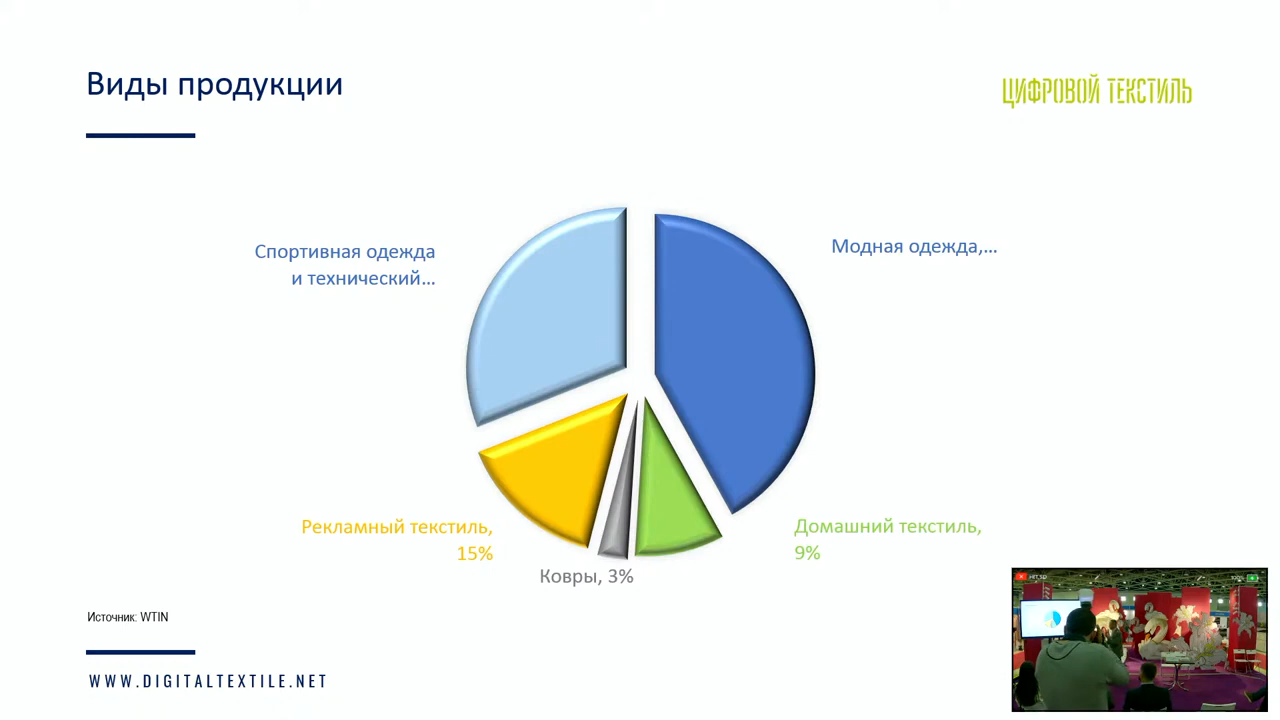 Виды продукции
ЦИФРОВОЙ ТЕКСТИЛЬ
Спортивная одежда
и технический…
Модная одежда,…
Рекламный текстиль,
15%
Ковры, 3%
Домашний текстиль,
9%
Источник: WTIN
WWW.DIGITALTEXTILE.NET